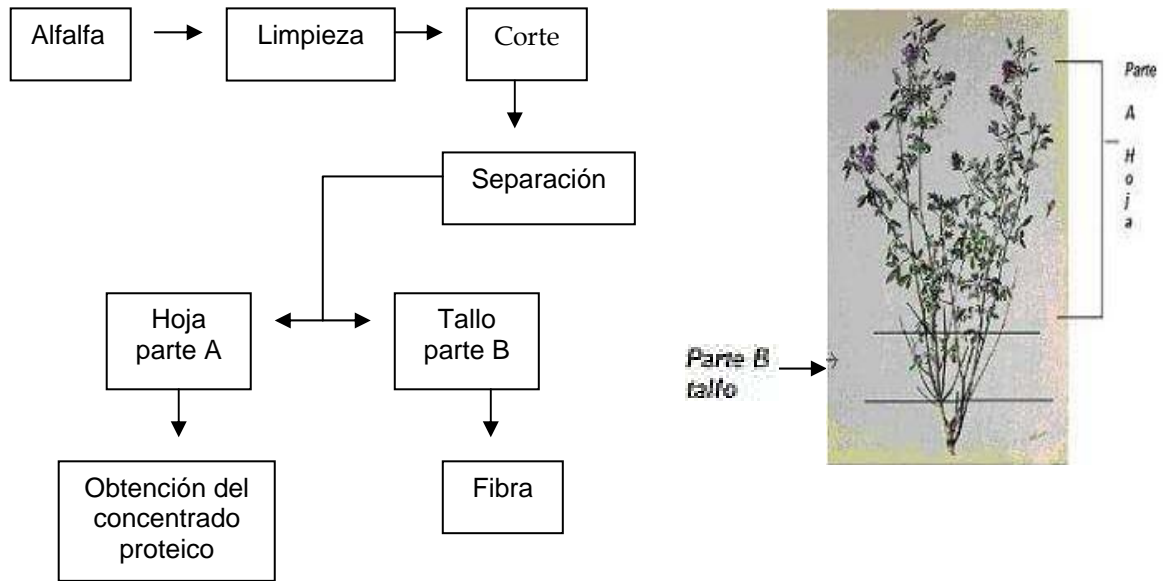 Alfalfa
Limpieza
Corte
Separación
Hoja
parte A
Tallo
parte B
Obtención del
concentrado
proteico
Fibra
Parte
A
H
o
j
a
Parte B
tallo